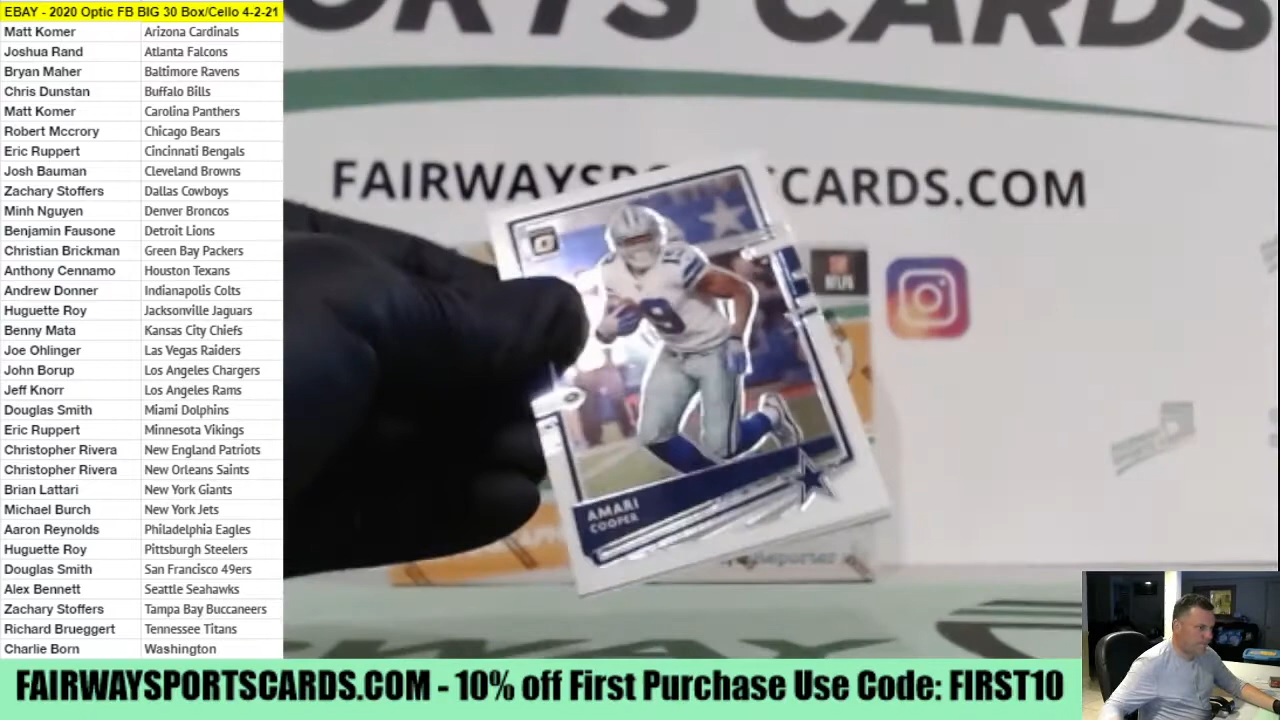 EBAY - 2020 Optic FB BIG 30 Box/Cello 4-2-21
Matt Komer Arizona Cardinals
Joshua Rand Atlanta Falcons
Bryan Maher Baltimore Ravens
Chris Dunstan Buffalo Bills
Matt Komer Carolina Panthers
Robert Mccrory Chicago Bears
Eric Ruppert Cincinnati Bengals
Josh Bauman Cleveland Browns
Zachary Stoffers Dallas Cowboys
Minh Nguyen Denver Broncos
Benjamin Fausone Detroit Lions
Christian Brickman Green Bay Packers
Anthony Cennamo Houston Texans
Andrew Donner Indianapolis Colts
Huguette Roy Jacksonville Jaguars
Benny Mata Kansas City Chiefs
Joe Ohlinger Las Vegas Raiders
John Borup Los Angeles Chargers
Jeff Knorr Los Angeles Rams
Douglas Smith Miami Dolphins
Eric Ruppert Minnesota Vikings
Christopher Rivera New England Patriots
Christopher Rivera New Orleans Saints
Brian Lattari New York Giants
Michael Burch New York Jets
Aaron Reynolds Philadelphia Eagles
Huguette Roy Pittsburgh Steelers
Douglas Smith San Francisco 49ers
Alex Bennett Seattle Seahawks
Zachary Stoffers Tampa Bay Buccaneers
Richard Brueggert Tennessee Titans
Charlie Born Washington
ORTS CARDS
FAIRWAYSP CARDS.COM
19
AMARI
COOPER
FAIRWAYSPORTSCARDS.COM - 10% off First Purchase Use Code: FIRST10